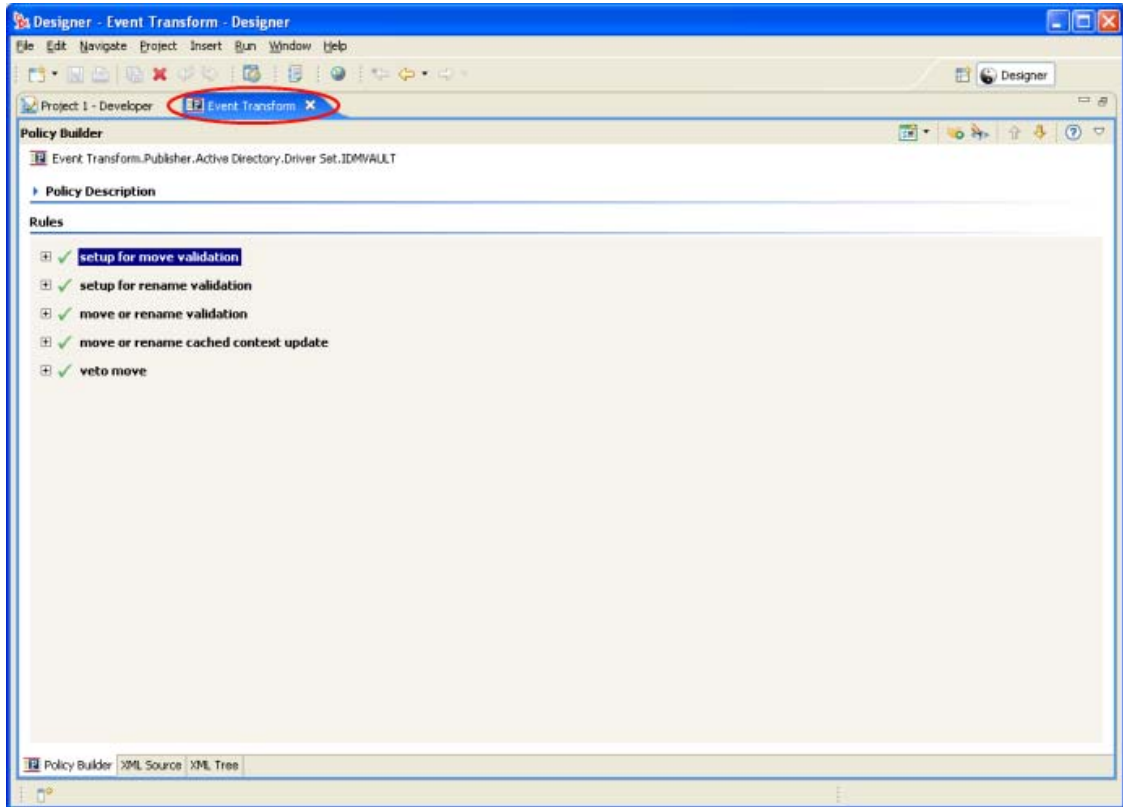 Designer - Event Transform - Designer
File Edit Navigate Project Insert Run Window Help
Designer
Project 1 - Developer Event Transform
Policy Builder
Event Transform.Publisher.Active Directory.Driver Set.IDMVAULT
Policy Description
Rules
setup for move validation
setup for rename validation
move or rename validation
move or rename cached context update
veto move
Policy Builder XML Source XML Tree